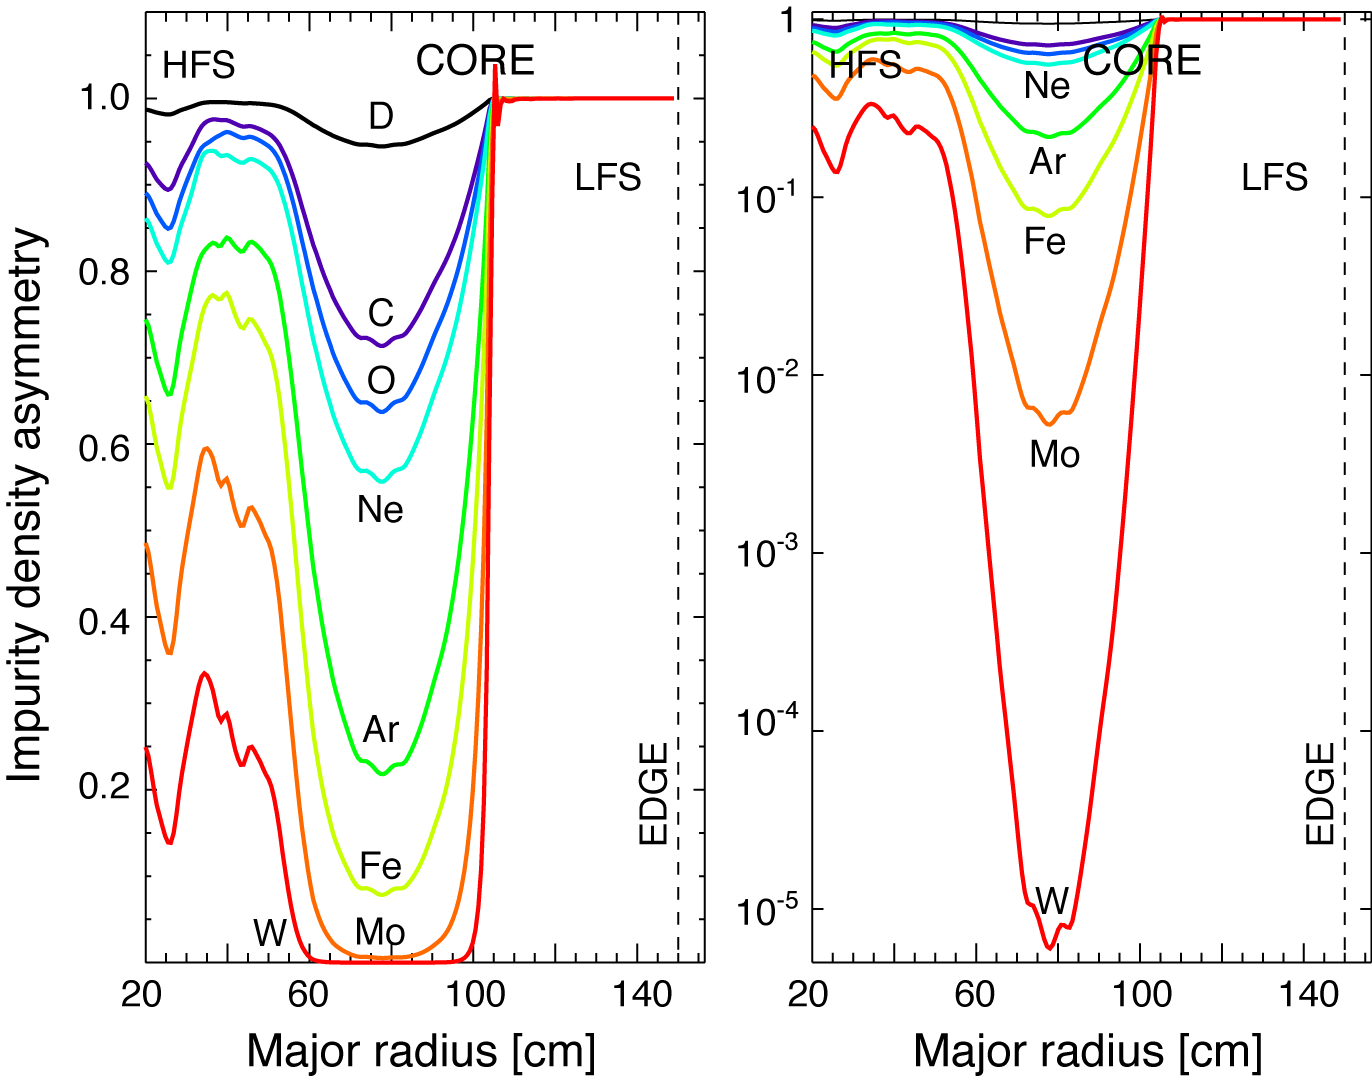 HFS
CORE
D
LFS
C
O
Ne
Ar
Fe
Mo
W
EDGE
1.0
0.8
0.6
0.4
0.2
20
60
100
140
Impurity density asymmetry
Major radius [cm]
HFS
CORE
Ne
Ar
LFS
Fe
Mo
W
EDGE
1
10-1
10-2
10-3
10-4
10-5
20
60
100
140
Major radius [cm]